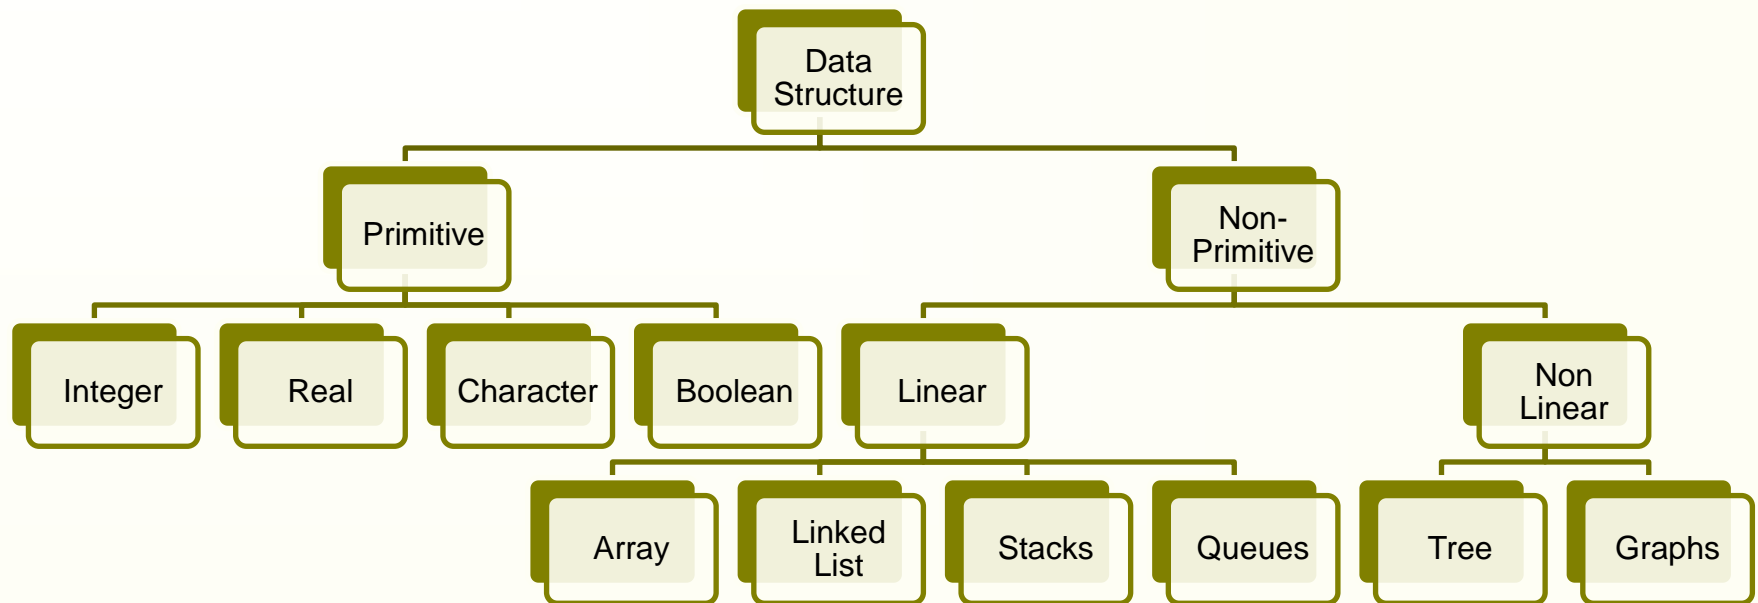 Data
Structure
Primitive
Non-
Primitive
Integer
Real
Character
Boolean
Linear
Non
Linear
Array
Linked
List
Stacks
Queues
Tree
Graphs